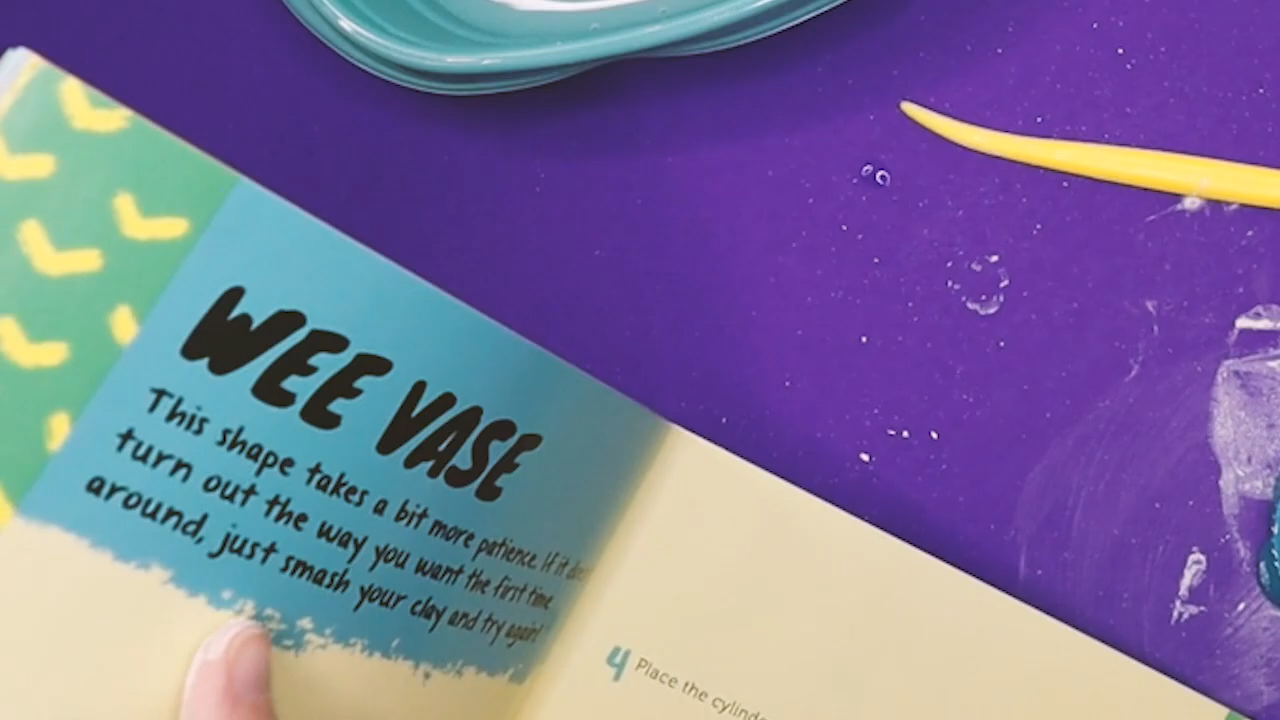 WEE VASE
This shape takes a bit more patience. If it
turn out the way you want the first time
around, just smash your clay and try again!
4 Place the